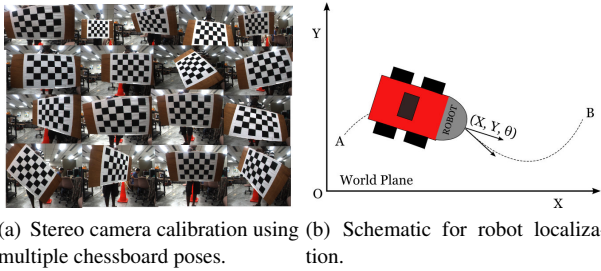 Y
A
ROBOT
(X, Y, θ)
B
World Plane
O
X
(a) Stereo camera calibration using
multiple chessboard poses.
(b) Schematic for robot localiza-
tion.